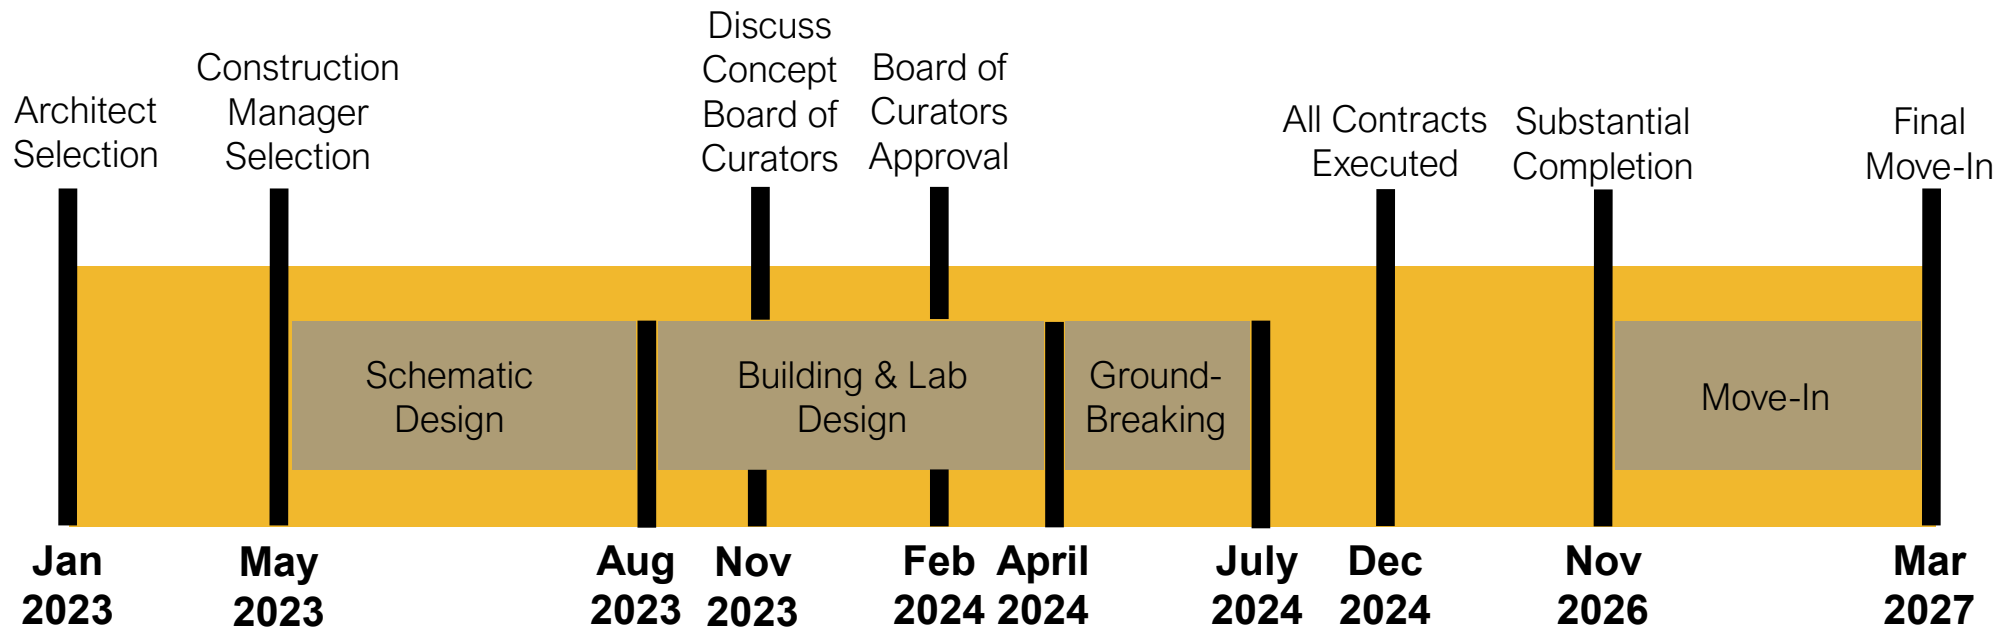 Architect
Selection
Construction
Manager
Selection
Discuss
Concept
Board of
Curators
Board of
Curators
Approval
All Contracts
Executed
Substantial
Completion
Final
Move-In
Schematic
Design
Building & Lab
Design
Ground-
Breaking
Move-In
Jan
2023
May
2023
Aug
2023
Nov
2023
Feb
2024
April
2024
July
2024
Dec
2024
Nov
2026
Mar
2027